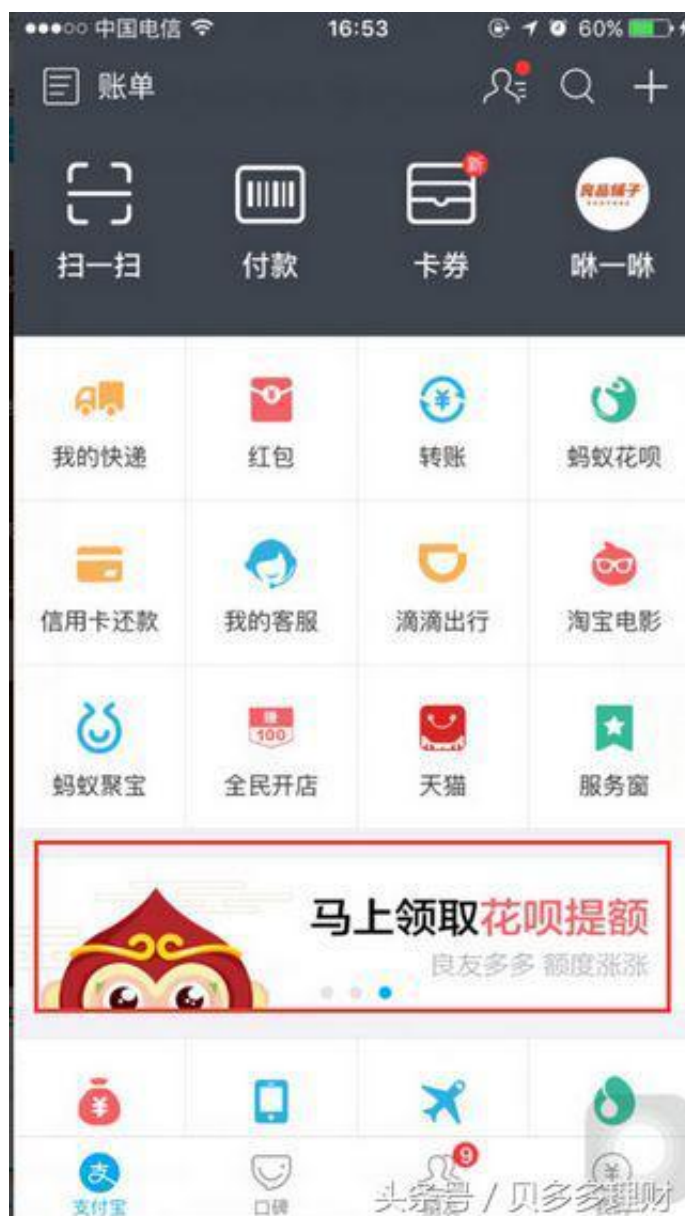 中国电信 16:53 60%
账单
新
良品铺子
扫一扫 付款 卡券 咻一咻
我的快递 红包 转账 蚂蚁花呗
信用卡还款 我的客服 滴滴出行 淘宝电影
赚
100
蚂蚁聚宝 全民开店 天猫 服务窗
马上领取花呗提额
良友多多 额度涨涨
9
支付宝 口碑
头条号 / 贝多多理财